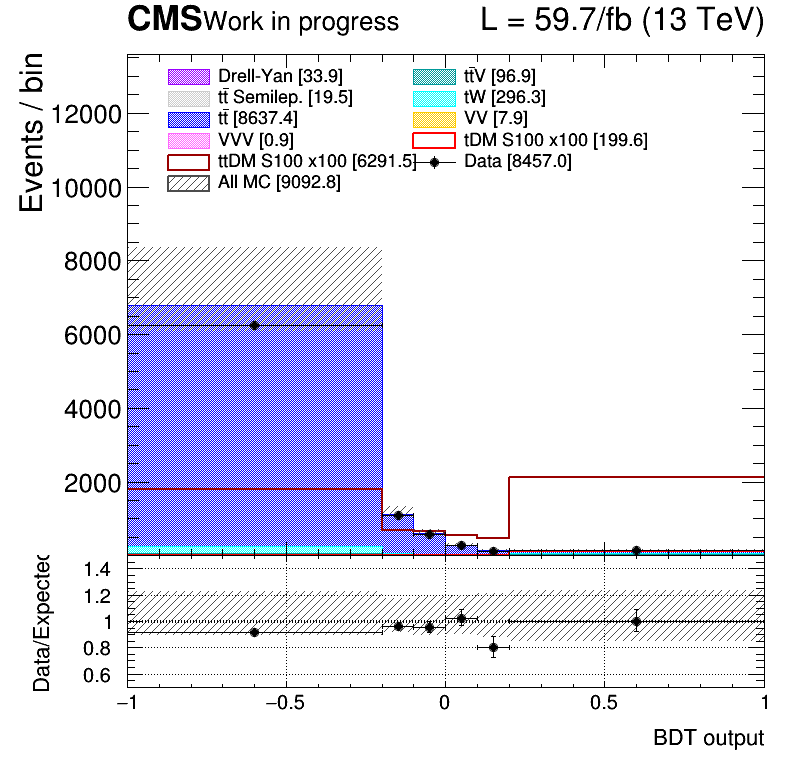 CMS Work in progress L = 59.7/fb (13 TeV)
Events / bin
Drell-Yan [33.9] tt̄V [96.9]
tt̄ Semilep. [19.5] tW [296.3]
tt̄ [8637.4] VV [7.9]
VVV [0.9] tDM S100 x100 [199.6]
ttDM S100 x100 [6291.5] Data [8457.0]
All MC [9092.8]
12000
10000
8000
6000
4000
2000
Data/Expected
1.4
1.2
1
0.8
0.6
−1 −0.5 0 0.5 1
BDT output